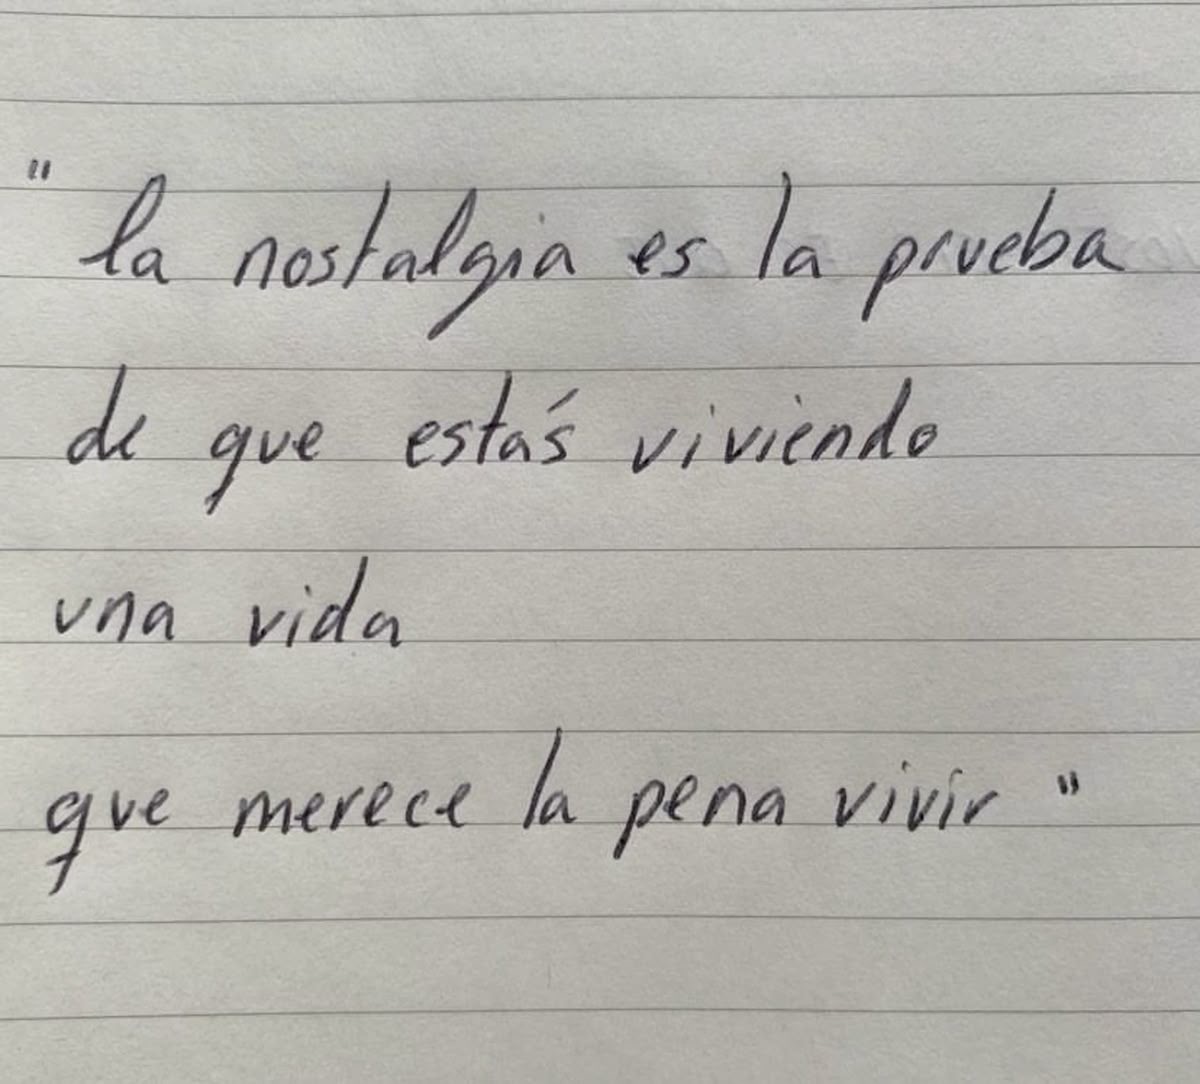 "la nostalgia es la prueba
de que estás viviendo
una vida
que merece la pena vivir"